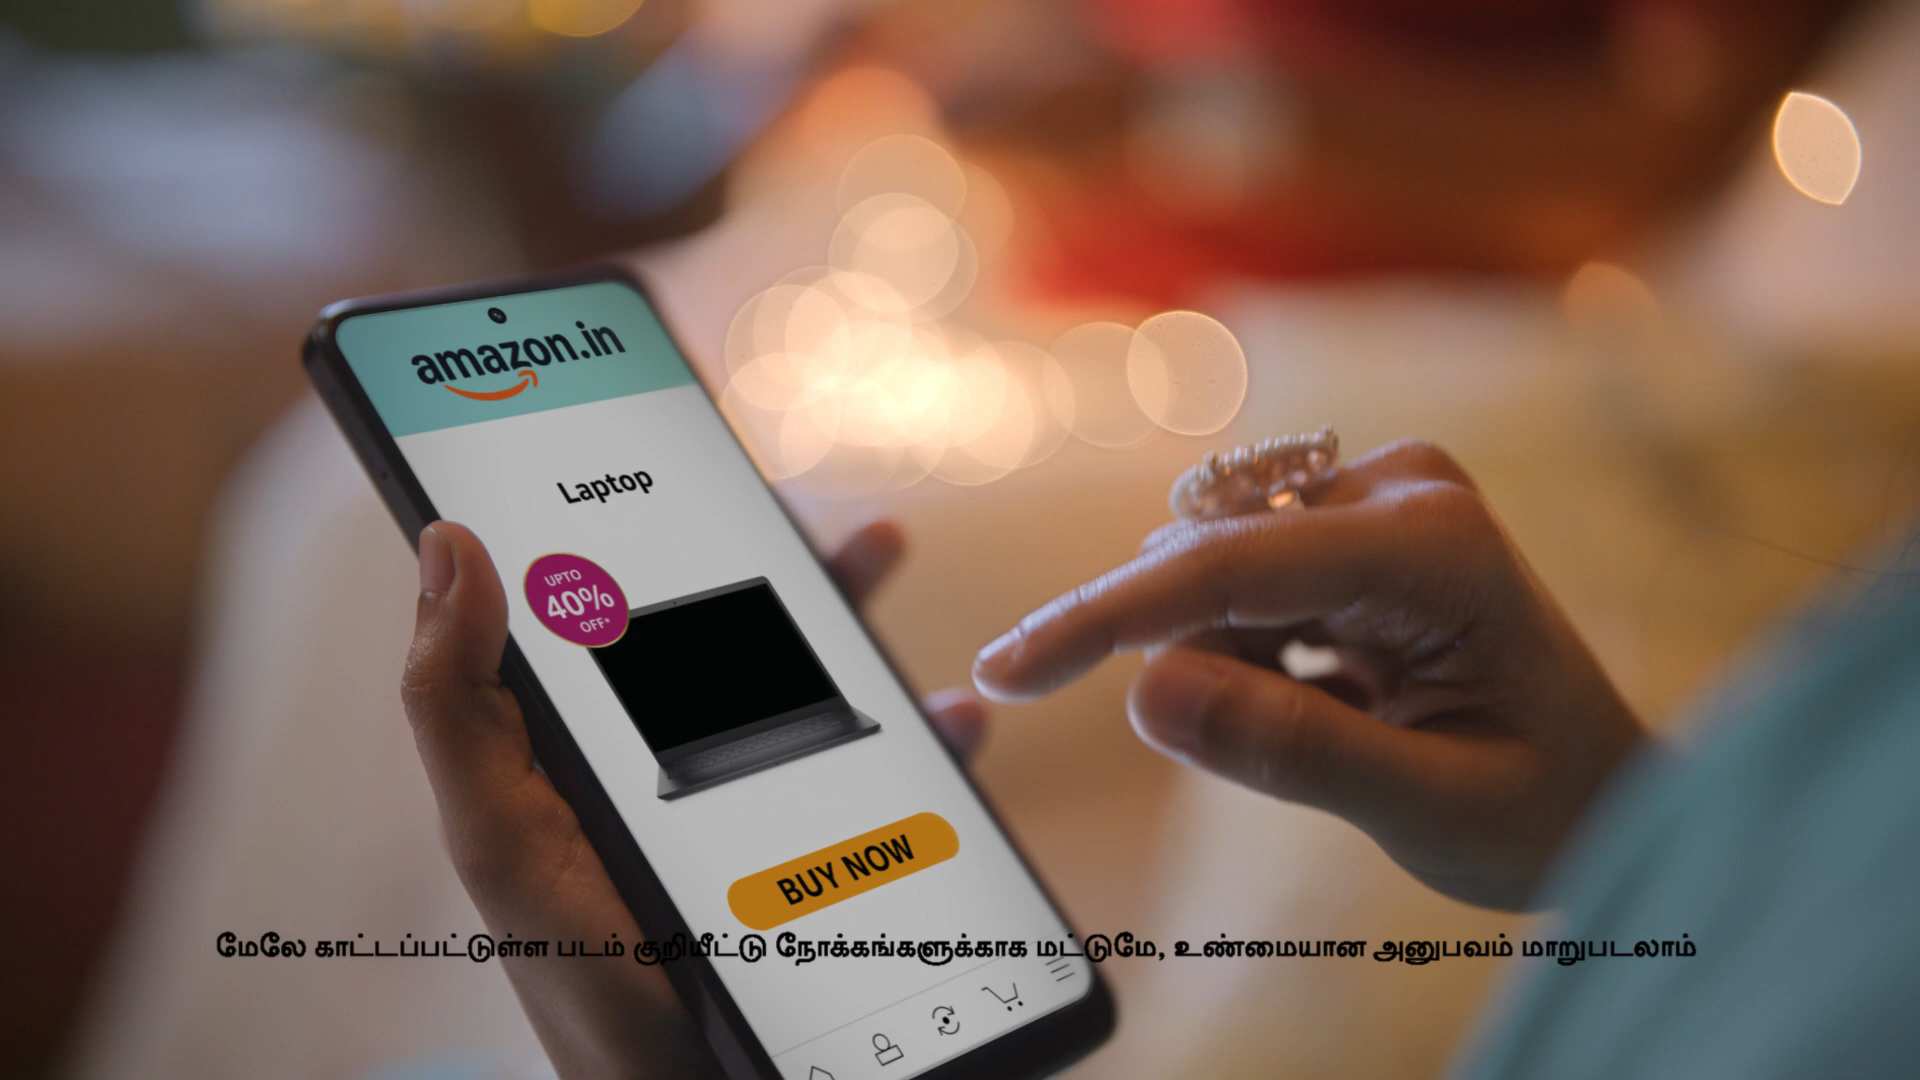 amazon.in
Laptop
UPTO
40%
OFF*
BUY NOW
மேலே காட்டப்பட்டுள்ள படம் குறியீட்டு நோக்கங்களுக்காக மட்டுமே, உண்மையான அனுபவம் மாறுபடலாம்